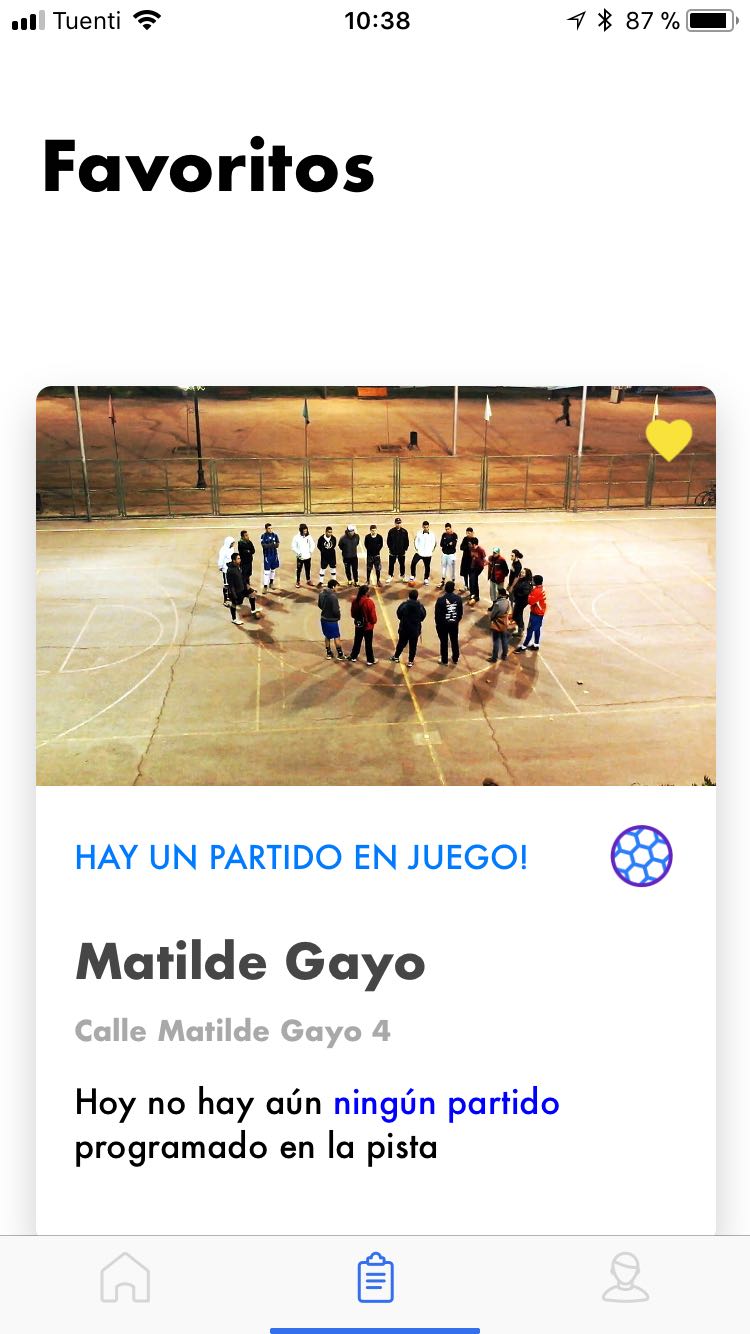 Tuenti 10:38 87 %
Favoritos
HAY UN PARTIDO EN JUEGO!
Matilde Gayo
Calle Matilde Gayo 4
Hoy no hay aún ningún partido
programado en la pista